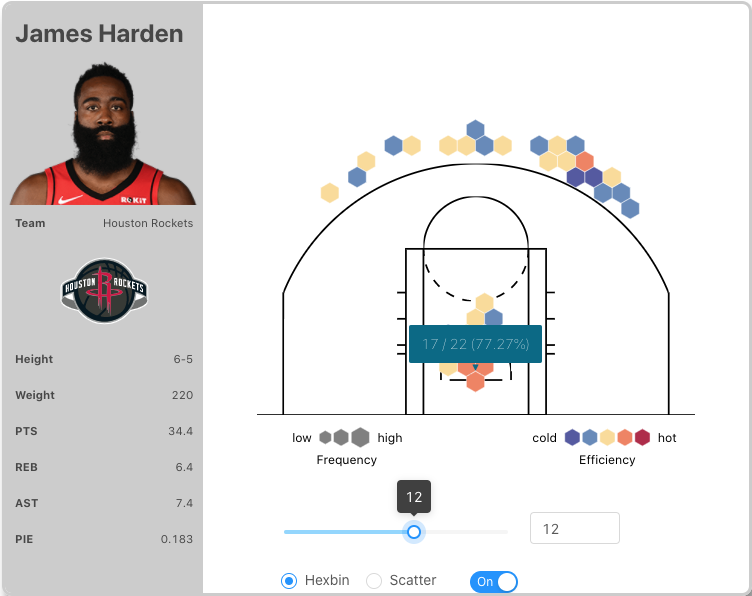 James Harden
ROKiT
Team Houston Rockets
HOUSTON R ROCKETS
Height 6-5
Weight 220
PTS 34.4
REB 6.4
AST 7.4
PIE 0.183
17 / 22 (77.27%)
low high
Frequency
cold hot
Efficiency
12
12
Hexbin Scatter On